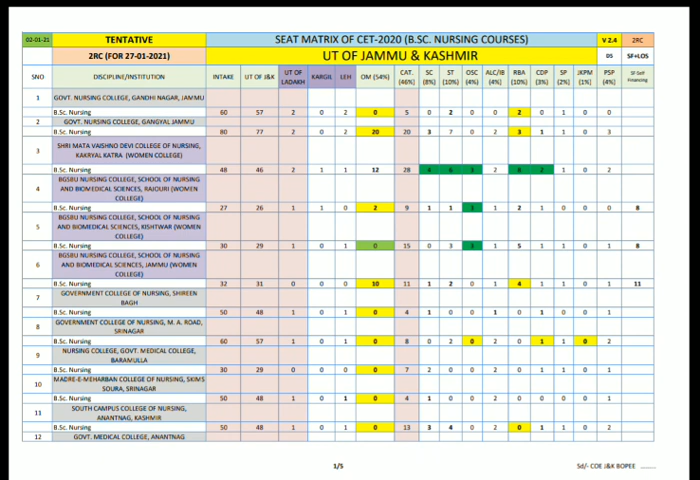 02-01-21 TENTATIVE SEAT MATRIX OF CET-2020 (B.SC. NURSING COURSES) V 2.4 2RC
2RC (FOR 27-01-2021) UT OF JAMMU & KASHMIR DS SF+LOS
SNO DISCIPLINE/INSTITUTION INTAKE UT OF J&K UT OF LADAKH KARGIL LEH OM (54%) CAT. (46%) SC (8%) ST (10%) OSC (4%) ALC/IB (4%) RBA (10%) CDP (3%) SP (2%) JKPM (1%) PSP (4%) SF Self Financing
1 GOVT. NURSING COLLEGE, GANDHI NAGAR, JAMMU
B.Sc. Nursing 60 57 2 0 2 0 5 0 2 0 0 2 0 1 0 0
2 GOVT. NURSING COLLEGE, GANGYAL JAMMU
B.Sc. Nursing 80 77 2 0 2 20 20 3 7 0 2 3 1 1 0 3
3 SHRI MATA VAISHNO DEVI COLLEGE OF NURSING,
KAKRYAL KATRA (WOMEN COLLEGE)
B.Sc. Nursing 48 46 2 1 1 12 28 2 1 0 2
4 BGSBU NURSING COLLEGE, SCHOOL OF NURSING
AND BIOMEDICAL SCIENCES, RAJOURI (WOMEN
COLLEGE)
B.Sc. Nursing 27 26 1 1 0 2 9 1 1 1 2 1 0 0 0 8
5 BGSBU NURSING COLLEGE, SCHOOL OF NURSING
AND BIOMEDICAL SCIENCES, KISHTWAR (WOMEN
COLLEGE)
B.Sc. Nursing 30 29 1 0 1 0 15 0 3 1 5 1 1 0 1 8
6 BGSBU NURSING COLLEGE, SCHOOL OF NURSING
AND BIOMEDICAL SCIENCES, JAMMU (WOMEN
COLLEGE)
B.Sc. Nursing 32 31 0 0 0 10 11 1 2 0 1 4 1 1 0 1 11
7 GOVERNMENT COLLEGE OF NURSING, SHIREEN
BAGH
B.Sc. Nursing 50 48 1 0 1 0 4 1 0 0 1 0 1 0 0 1
8 GOVERNMENT COLLEGE OF NURSING, M. A. ROAD,
SRINAGAR
B.Sc. Nursing 60 57 1 0 1 0 8 0 2 0 2 0 1 1 0 2
9 NURSING COLLEGE, GOVT. MEDICAL COLLEGE,
BARAMULLA
B.Sc. Nursing 30 29 0 0 0 0 7 2 0 0 2 0 1 1 0 1
10 MADRE-E-MEHARBAN COLLEGE OF NURSING, SKIMS
SOURA, SRINAGAR
B.Sc. Nursing 50 48 1 0 1 0 4 1 0 0 2 0 0 0 0 1
11 SOUTH CAMPUS COLLEGE OF NURSING,
ANANTNAG, KASHMIR
B.Sc. Nursing 50 48 1 0 1 0 13 3 4 0 2 0 1 1 0 2
12 GOVT. MEDICAL COLLEGE, ANANTNAG
1/5 Sd/- COE J&K BOPEE